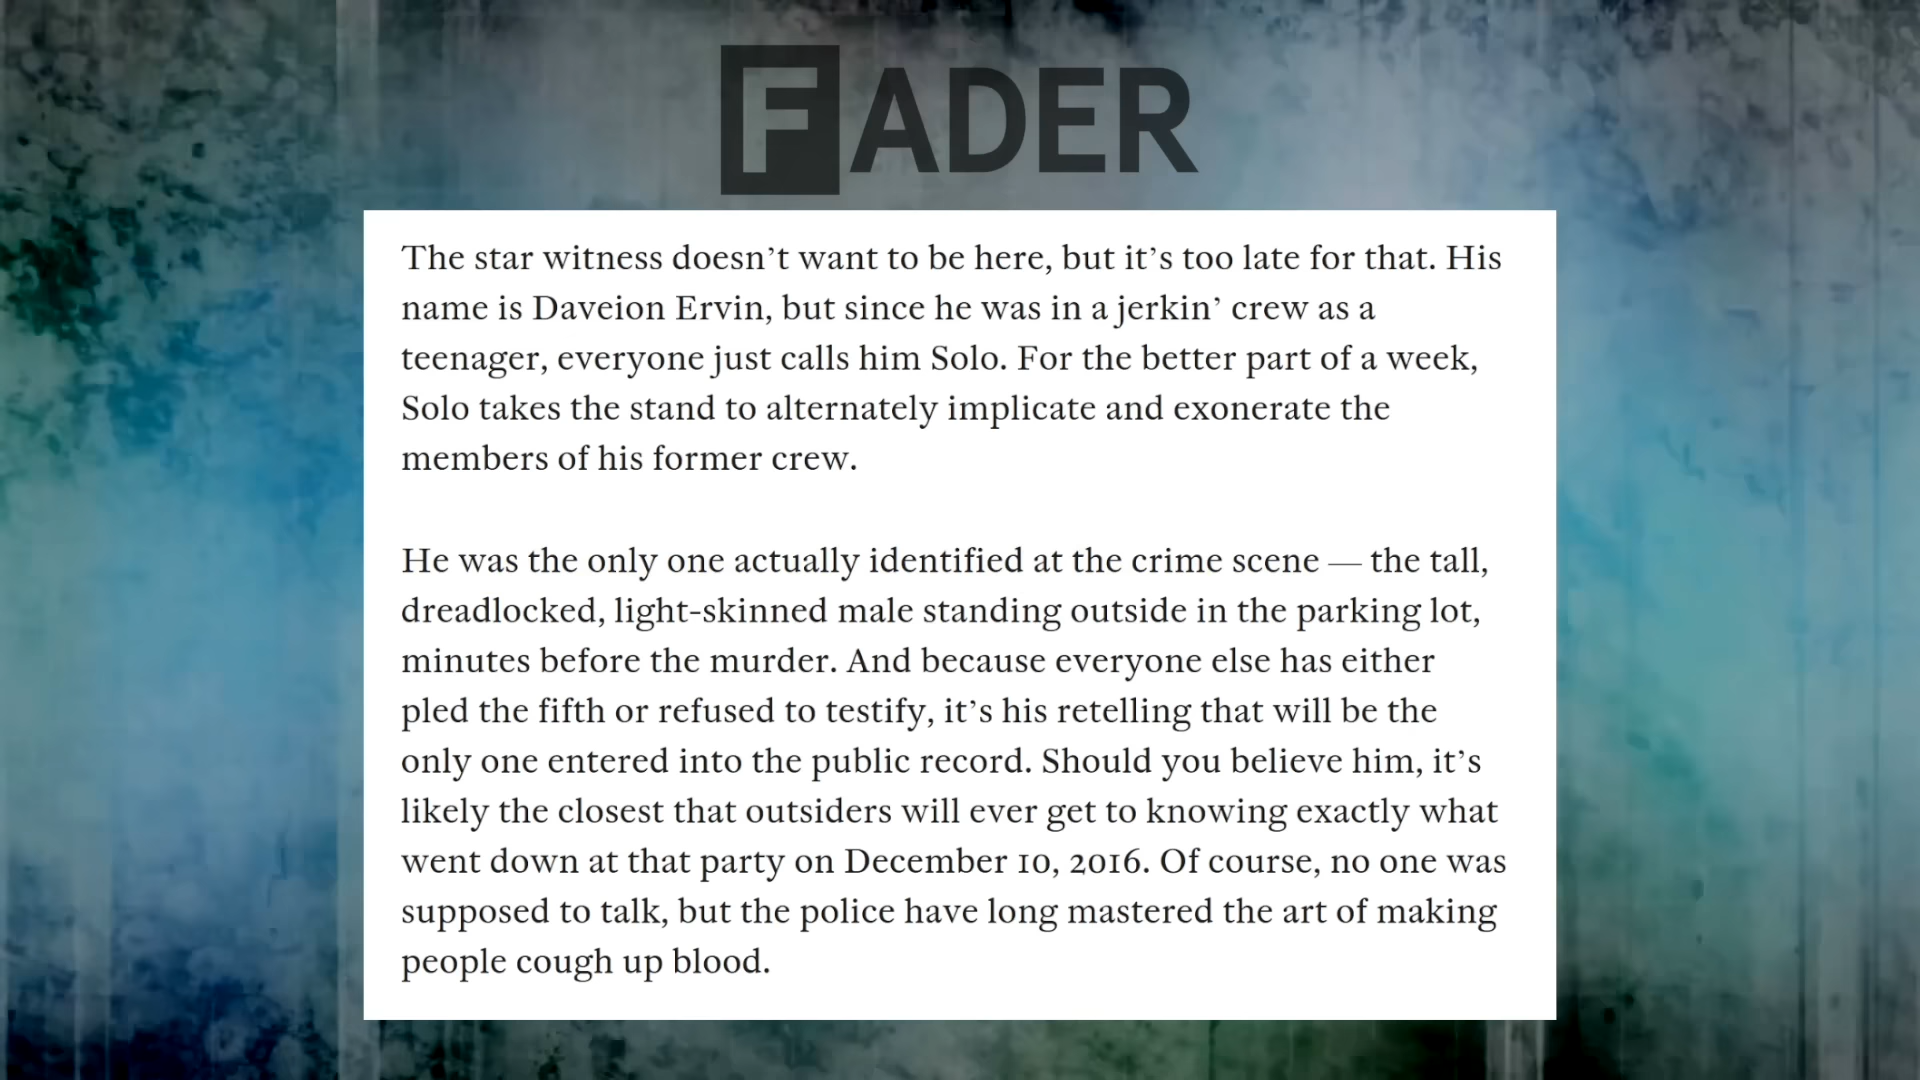 FADER
The star witness doesn’t want to be here, but it’s too late for that. His
name is Daveion Ervin, but since he was in a jerkin’ crew as a
teenager, everyone just calls him Solo. For the better part of a week,
Solo takes the stand to alternately implicate and exonerate the
members of his former crew.
He was the only one actually identified at the crime scene — the tall,
dreadlocked, light-skinned male standing outside in the parking lot,
minutes before the murder. And because everyone else has either
pled the fifth or refused to testify, it’s his retelling that will be the
only one entered into the public record. Should you believe him, it’s
likely the closest that outsiders will ever get to knowing exactly what
went down at that party on December 10, 2016. Of course, no one was
supposed to talk, but the police have long mastered the art of making
people cough up blood.